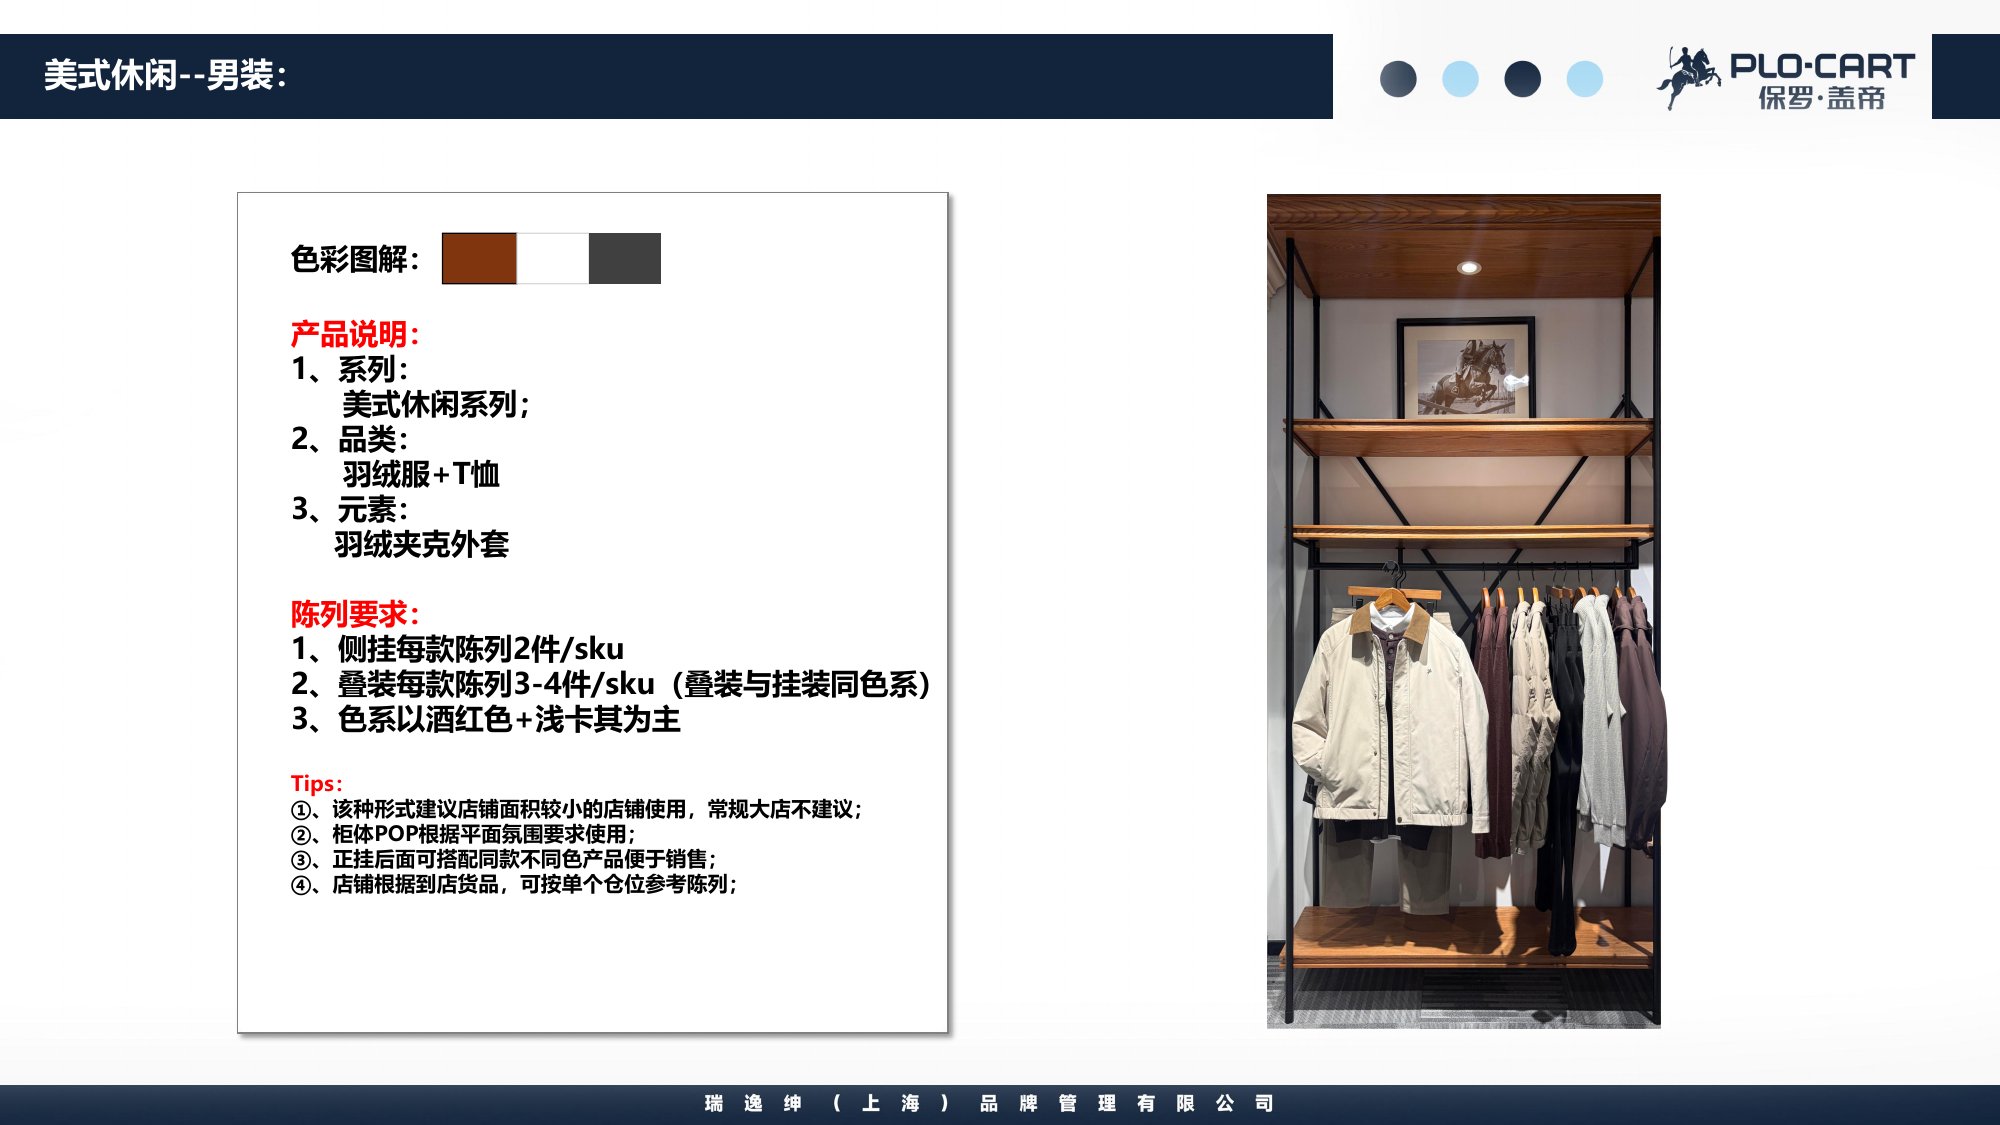 美式休闲--男装：
PLO·CART
保罗·盖帝
色彩图解：
产品说明：
1、系列：
美式休闲系列；
2、品类：
羽绒服+T恤
3、元素：
羽绒夹克外套
陈列要求：
1、侧挂每款陈列2件/sku
2、叠装每款陈列3-4件/sku（叠装与挂装同色系）
3、色系以酒红色+浅卡其为主
Tips：
①、该种形式建议店铺面积较小的店铺使用，常规大店不建议；
②、柜体POP根据平面氛围要求使用；
③、正挂后面可搭配同款不同色产品便于销售；
④、店铺根据到店货品，可按单个仓位参考陈列；
瑞逸绅（上海）品牌管理有限公司